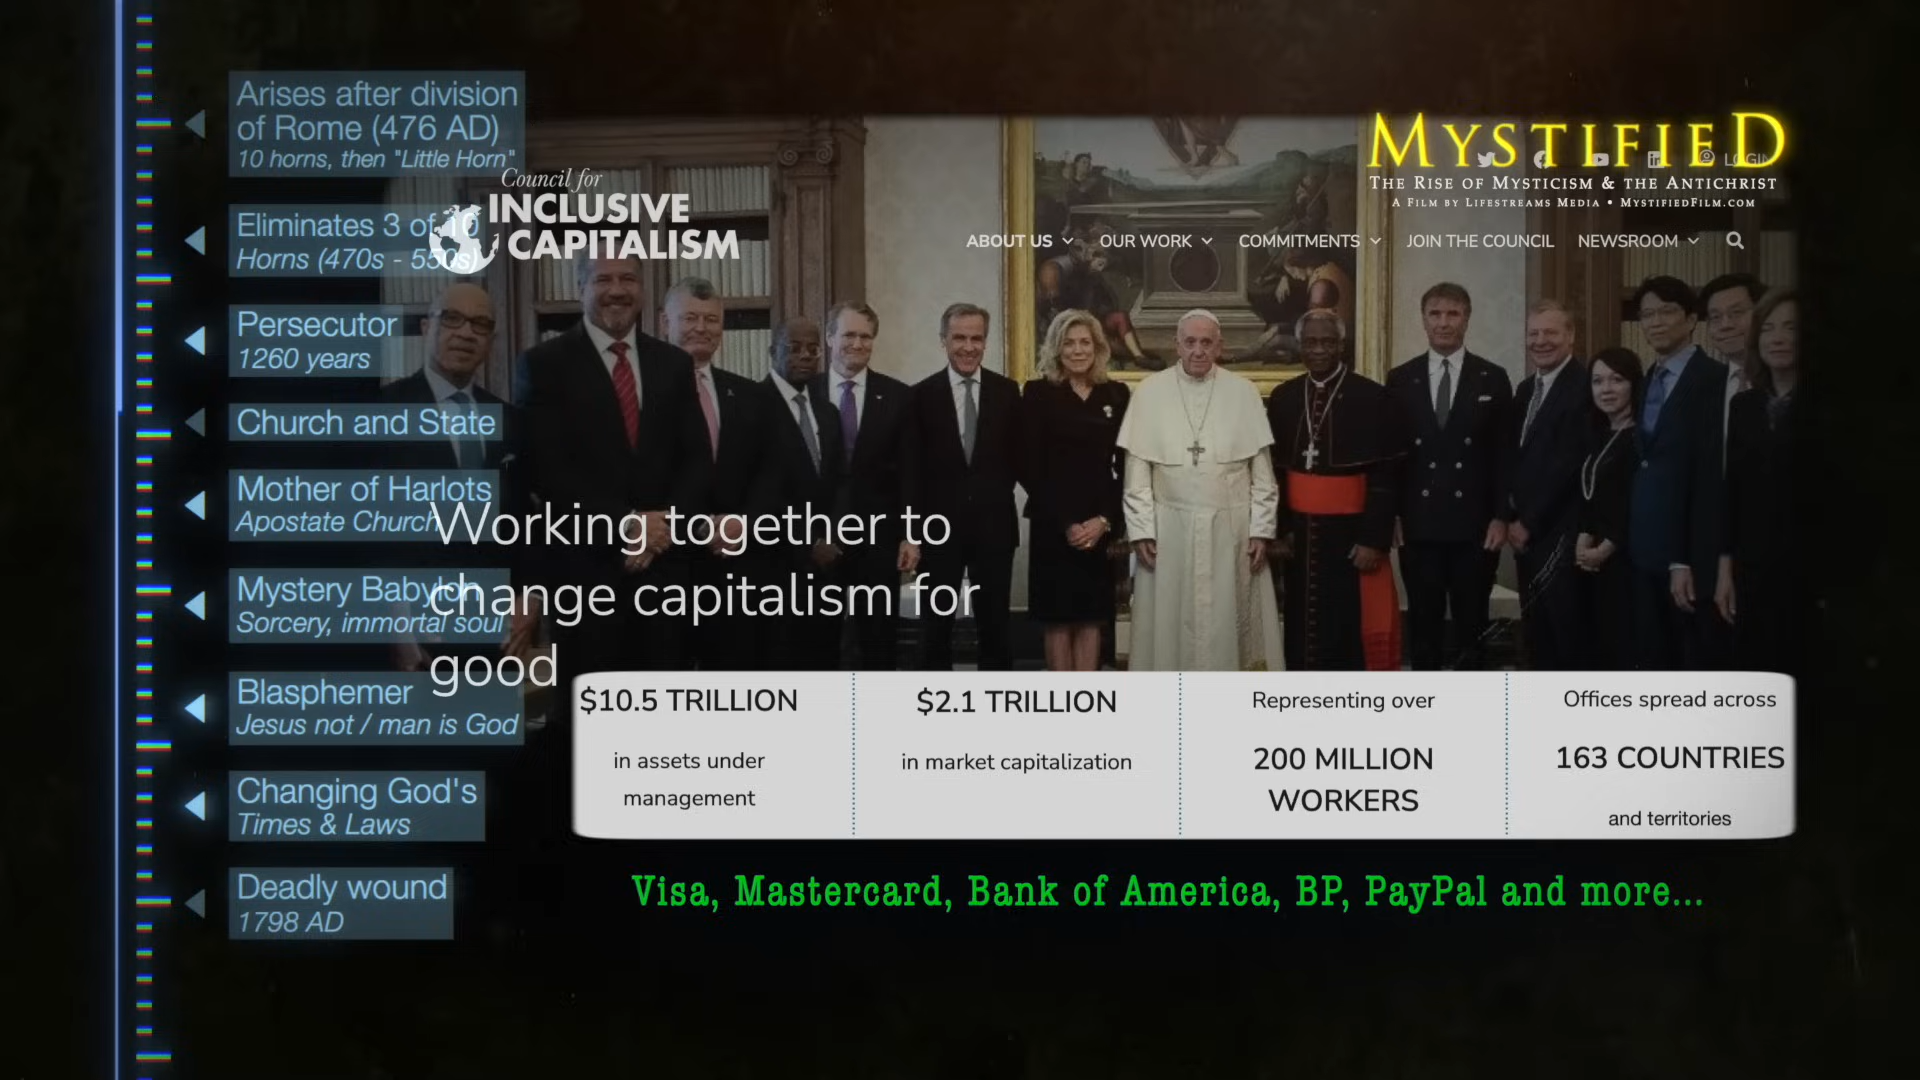 Arises after division
of Rome (476 AD)
10 horns, then "Little Horn"
Eliminates 3 of 10
Horns (470s - 550s)
Persecutor
1260 years
Church and State
Mother of Harlots
Apostate Church
Mystery Babylon
Sorcery, immortal soul
Blasphemer
Jesus not / man is God
Changing God's
Times & Laws
Deadly wound
1798 AD
Council for
INCLUSIVE
CAPITALISM
MYSTIFIED
LOGIN
THE RISE OF MYSTICISM & THE ANTICHRIST
A FILM BY LIFESTREAMS MEDIA • MYSTIFIEDFILM.COM
ABOUT US OUR WORK COMMITMENTS JOIN THE COUNCIL NEWSROOM
Working together to
change capitalism for
good
$10.5 TRILLION
in assets under
management
$2.1 TRILLION
in market capitalization
Representing over
200 MILLION
WORKERS
Offices spread across
163 COUNTRIES
and territories
Visa, Mastercard, Bank of America, BP, PayPal and more...